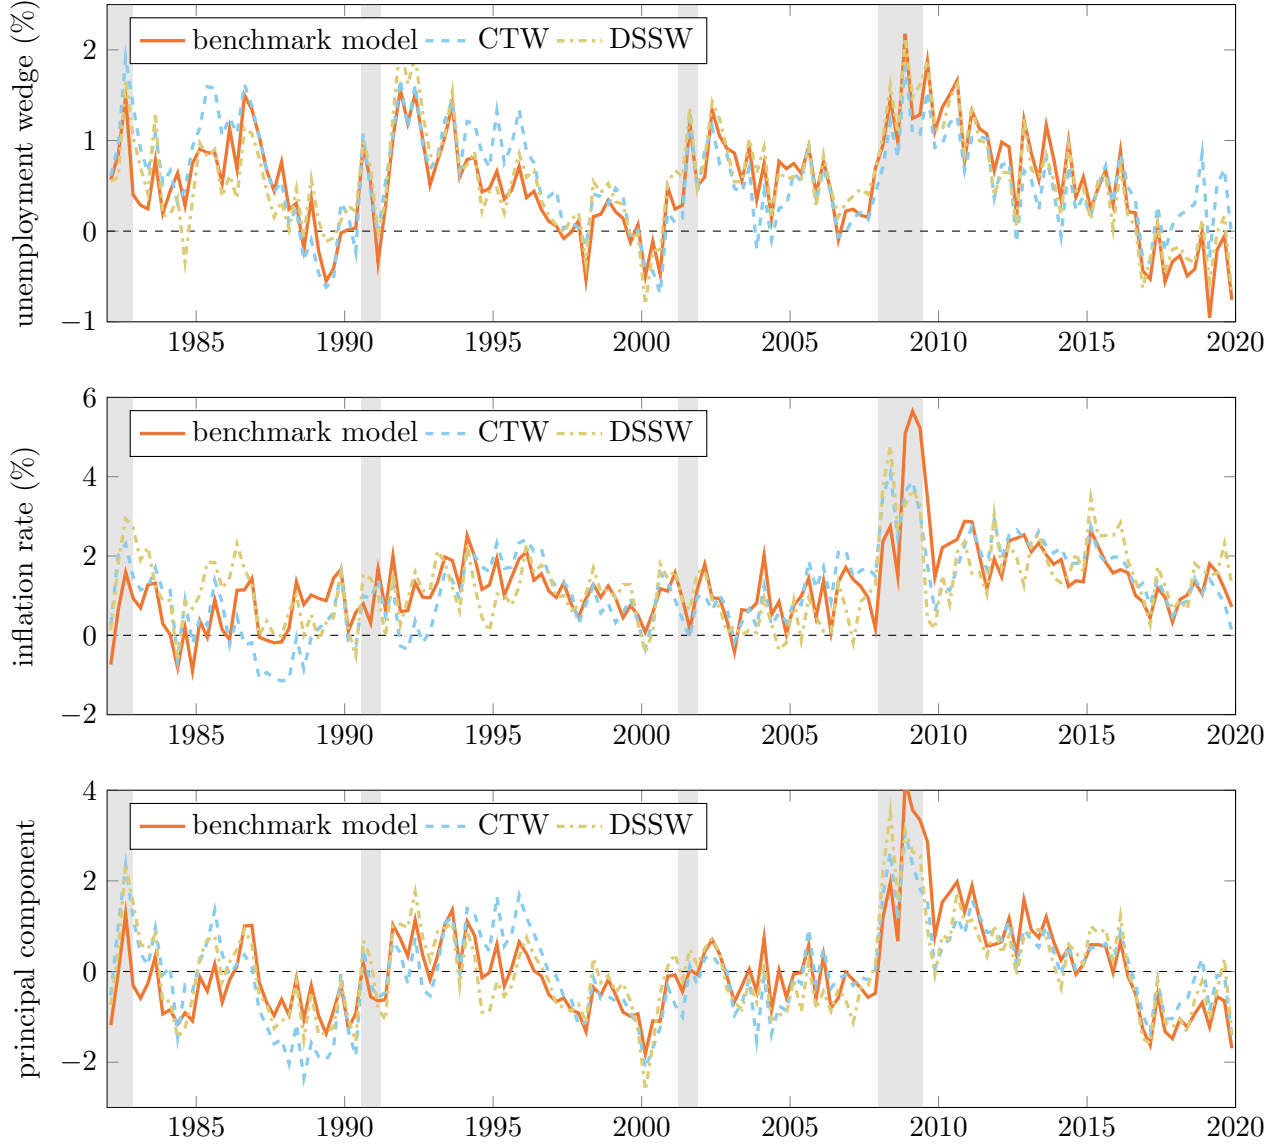 unemployment wedge (%)
2
1
0
−1
benchmark model CTW DSSW
1985 1990 1995 2000 2005 2010 2015 2020
inflation rate (%)
6
4
2
0
−2
benchmark model CTW DSSW
1985 1990 1995 2000 2005 2010 2015 2020
principal component
4
2
0
−2
benchmark model CTW DSSW
1985 1990 1995 2000 2005 2010 2015 2020